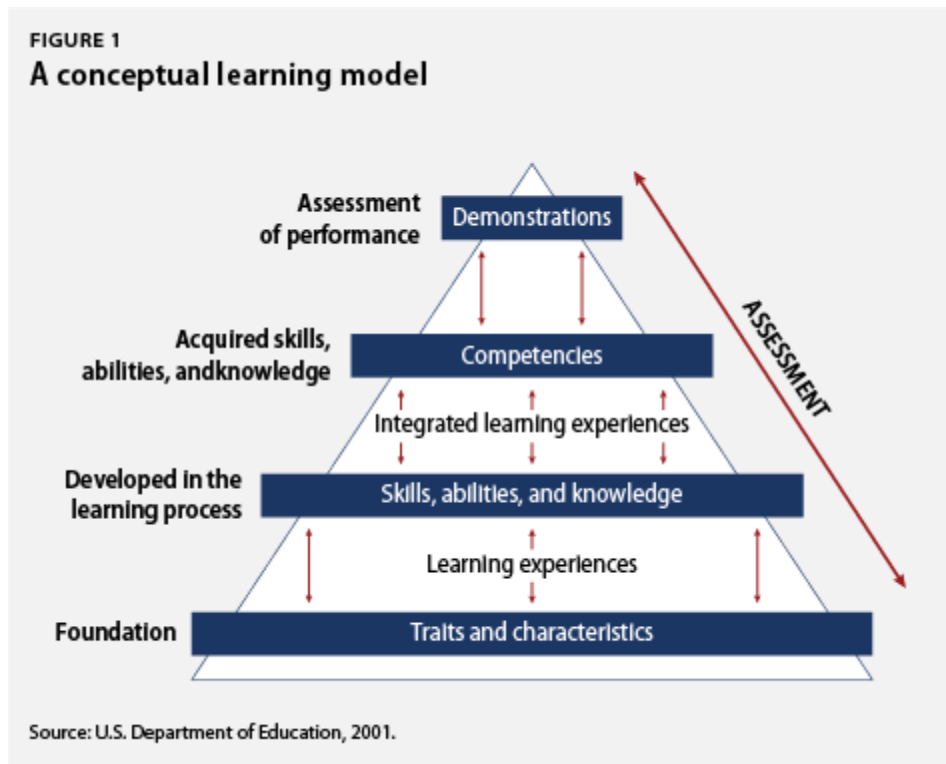 FIGURE 1
A conceptual learning model
Assessment
of performance
Demonstrations
ASSESSMENT
Acquired skills,
abilities, andknowledge
Competencies
Integrated learning experiences
Developed in the
learning process
Skills, abilities, and knowledge
Learning experiences
Foundation
Traits and characteristics
Source: U.S. Department of Education, 2001.